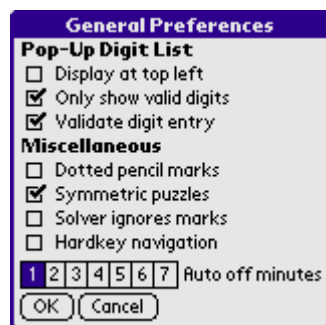 General Preferences
Pop-Up Digit List
Display at top left
Only show valid digits
Validate digit entry
Miscellaneous
Dotted pencil marks
Symmetric puzzles
Solver ignores marks
Hardkey navigation
1 2 3 4 5 6 7 Auto off minutes
OK Cancel